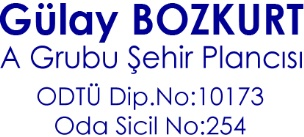 Gülay BOZKURT
A Grubu Şehir Plancısı
ODTÜ Dip.No:10173
Oda Sicil No:254